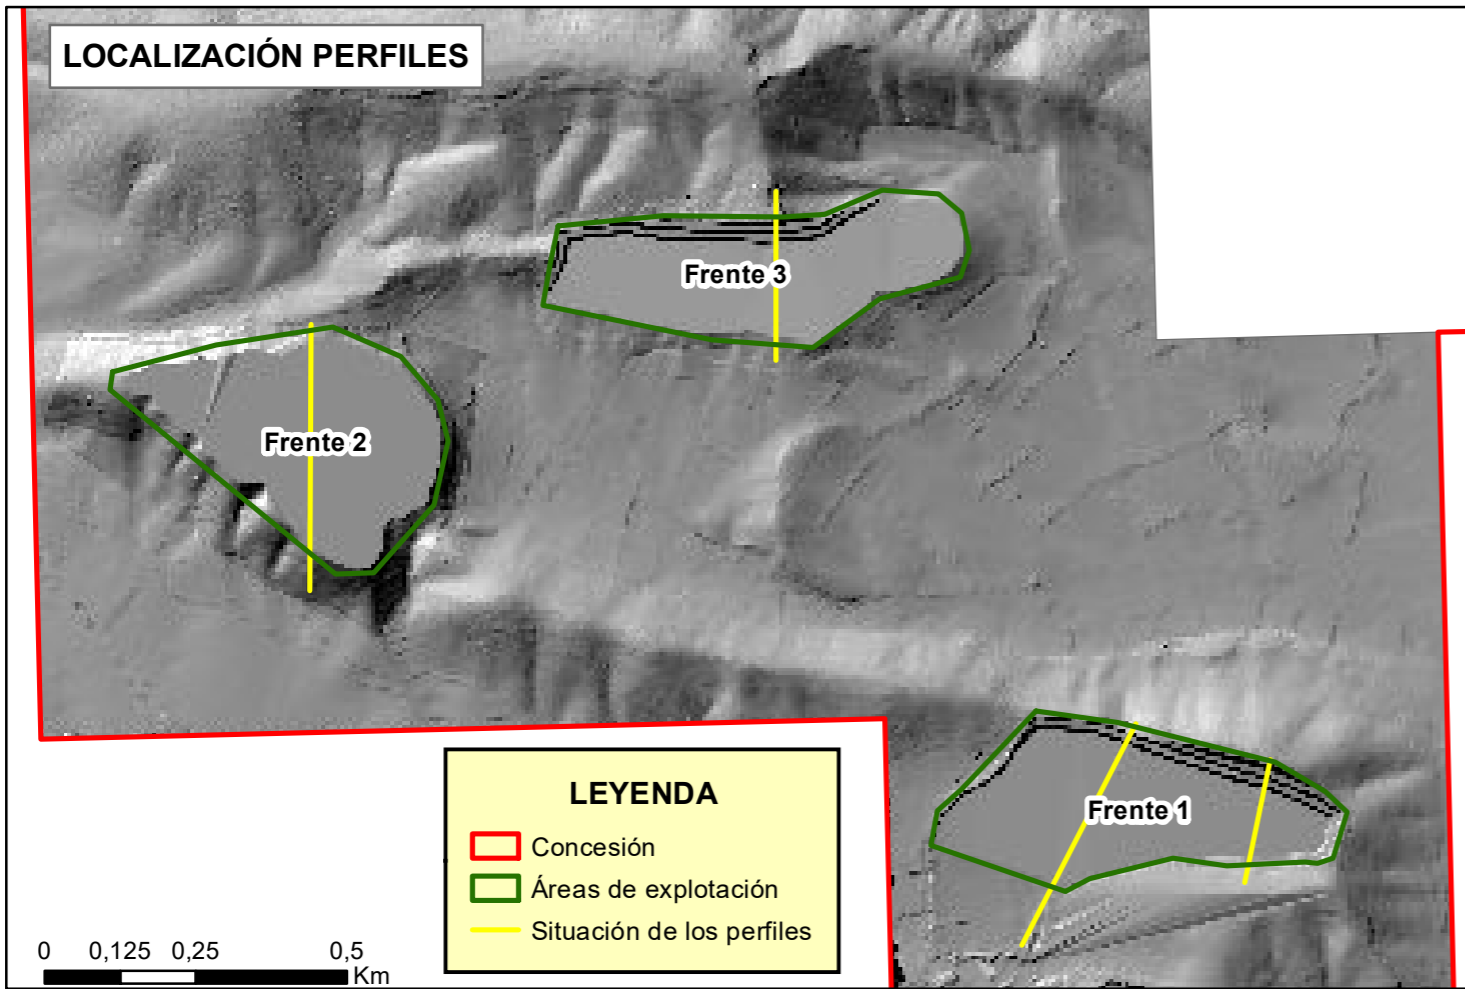 LOCALIZACIÓN PERFILES
Frente 3
Frente 2
Frente 1
LEYENDA
Concesión
Áreas de explotación
Situación de los perfiles
0 0,125 0,25 0,5
Km